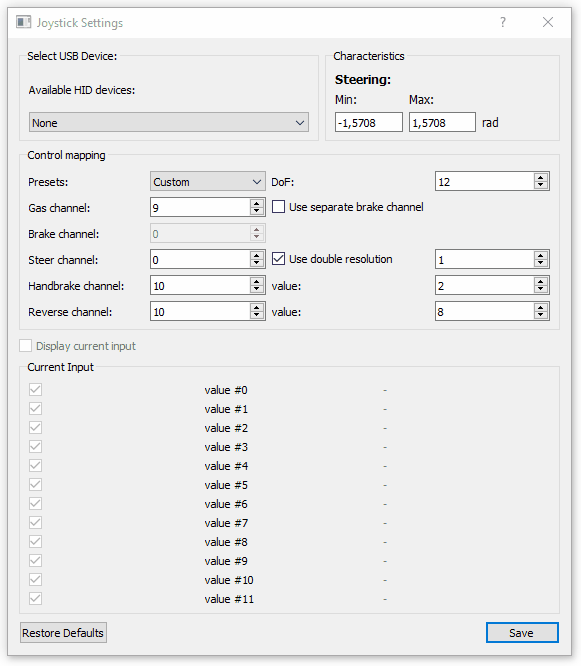 Joystick Settings
Select USB Device:
Available HID devices:
None
Characteristics
Steering:
Min: Max:
-1,5708 1,5708 rad
Control mapping
Presets: Custom DoF: 12
Gas channel: 9 Use separate brake channel
Brake channel: 0
Steer channel: 0 Use double resolution 1
Handbrake channel: 10 value: 2
Reverse channel: 10 value: 8
Display current input
Current Input
value #0 -
value #1 -
value #2 -
value #3 -
value #4 -
value #5 -
value #6 -
value #7 -
value #8 -
value #9 -
value #10 -
value #11 -
Restore Defaults Save